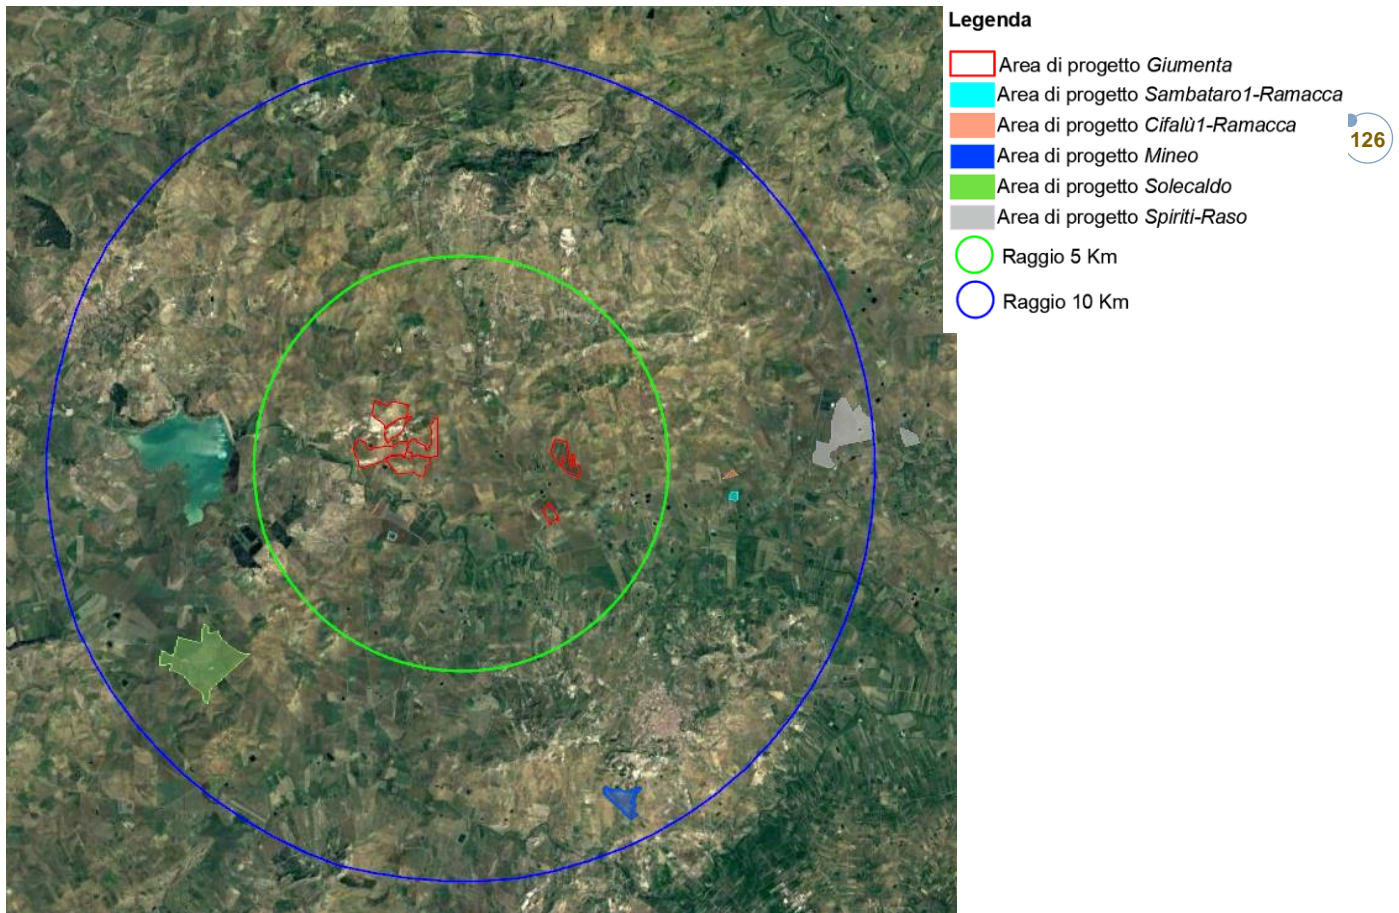 Legenda
Area di progetto Giumenta
Area di progetto Sambataro1-Ramacca
Area di progetto Cifalù1-Ramacca
126
Area di progetto Mineo
Area di progetto Solecaldo
Area di progetto Spiriti-Raso
Raggio 5 Km
Raggio 10 Km